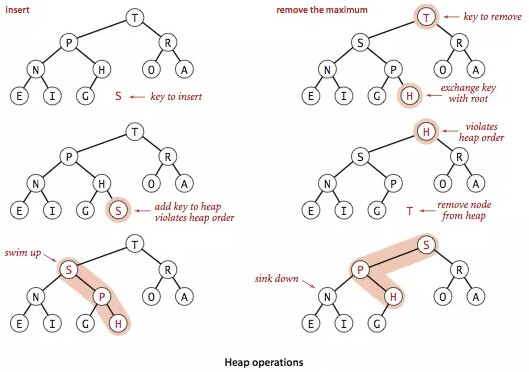 insert
T
P R
N H O A
E I G S ← key to insert
T
P R
N H O A
E I G S ← add key to heap
violates heap order
swim up
T
S R
N P O A
E I G H
remove the maximum
T ← key to remove
S R
N P O A
E I G H ← exchange key
with root
H ← violates
heap order
S R
N P O A
E I G T ← remove node
from heap
sink down
S
P R
N H O A
E I G
Heap operations